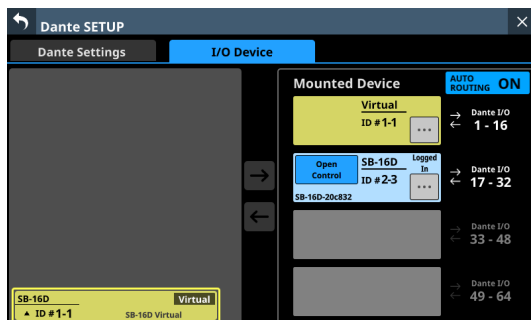 Dante SETUP
Dante Settings
I/O Device
Mounted Device
AUTO
ROUTING ON
Virtual
ID #1-1
...
Dante I/O
1 - 16
Open
Control
SB-16D
ID #2-3
Logged
In
...
SB-16D-20c832
Dante I/O
17 - 32
Dante I/O
33 - 48
Dante I/O
49 - 64
SB-16D
Virtual
ID #1-1
SB-16D Virtual